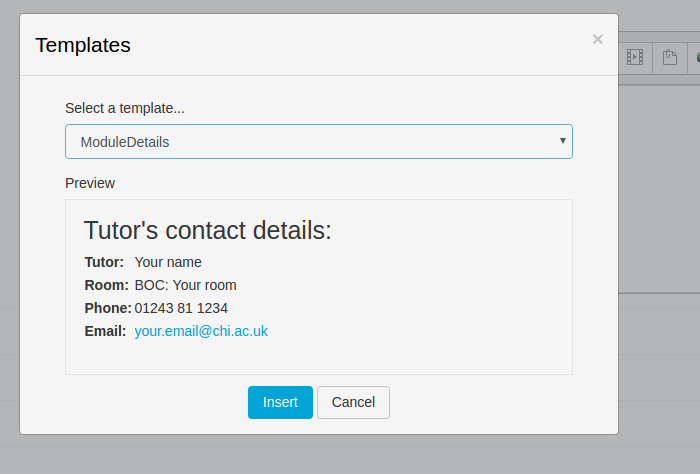 Templates
×
Select a template...
ModuleDetails
Preview
Tutor's contact details:
Tutor: Your name
Room: BOC: Your room
Phone: 01243 81 1234
Email: your.email@chi.ac.uk
Insert Cancel